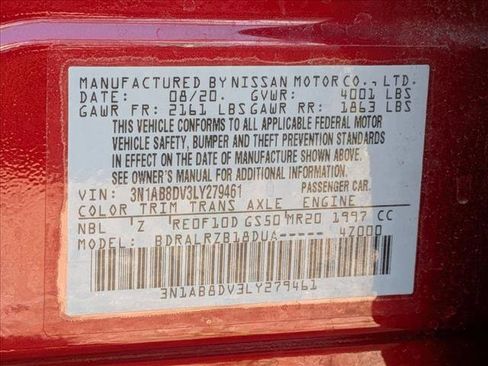 MANUFACTURED BY NISSAN MOTOR CO., LTD.
DATE: 08/20. GVWR: 4001 LBS
GAWR FR: 2161 LBS GAWR RR: 1863 LBS
THIS VEHICLE CONFORMS TO ALL APPLICABLE FEDERAL MOTOR
VEHICLE SAFETY, BUMPER AND THEFT PREVENTION STANDARDS
IN EFFECT ON THE DATE OF MANUFACTURE SHOWN ABOVE.
SEE OWNER'S MANUAL FOR ADDITIONAL INFORMATION.
VIN: 3N1AB8DV3LY279461 PASSENGER CAR.
COLOR TRIM TRANS AXLE ENGINE
NBL Z RE0F10D GS50 MR20 1997 CC
MODEL: BDRALRZB18DUA----- 42000
3N1AB8DV3LY279461